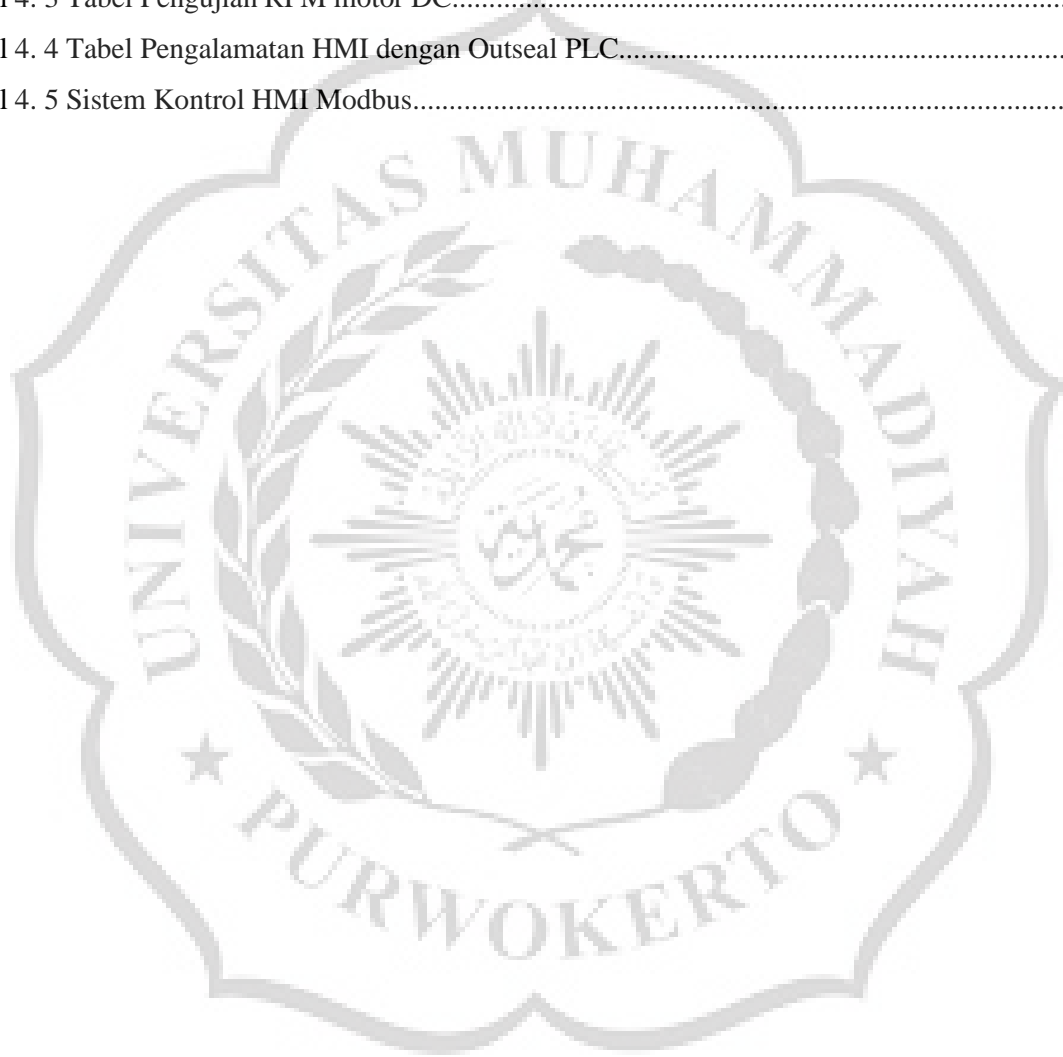 l 4. 3 Tabel Pengujian RPM motor DC
l 4. 4 Tabel Pengalamatan HMI dengan Outseal PLC
l 4. 5 Sistem Kontrol HMI Modbus
UNIVERSITAS MUHAMMADIYAH
PURWOKERTO